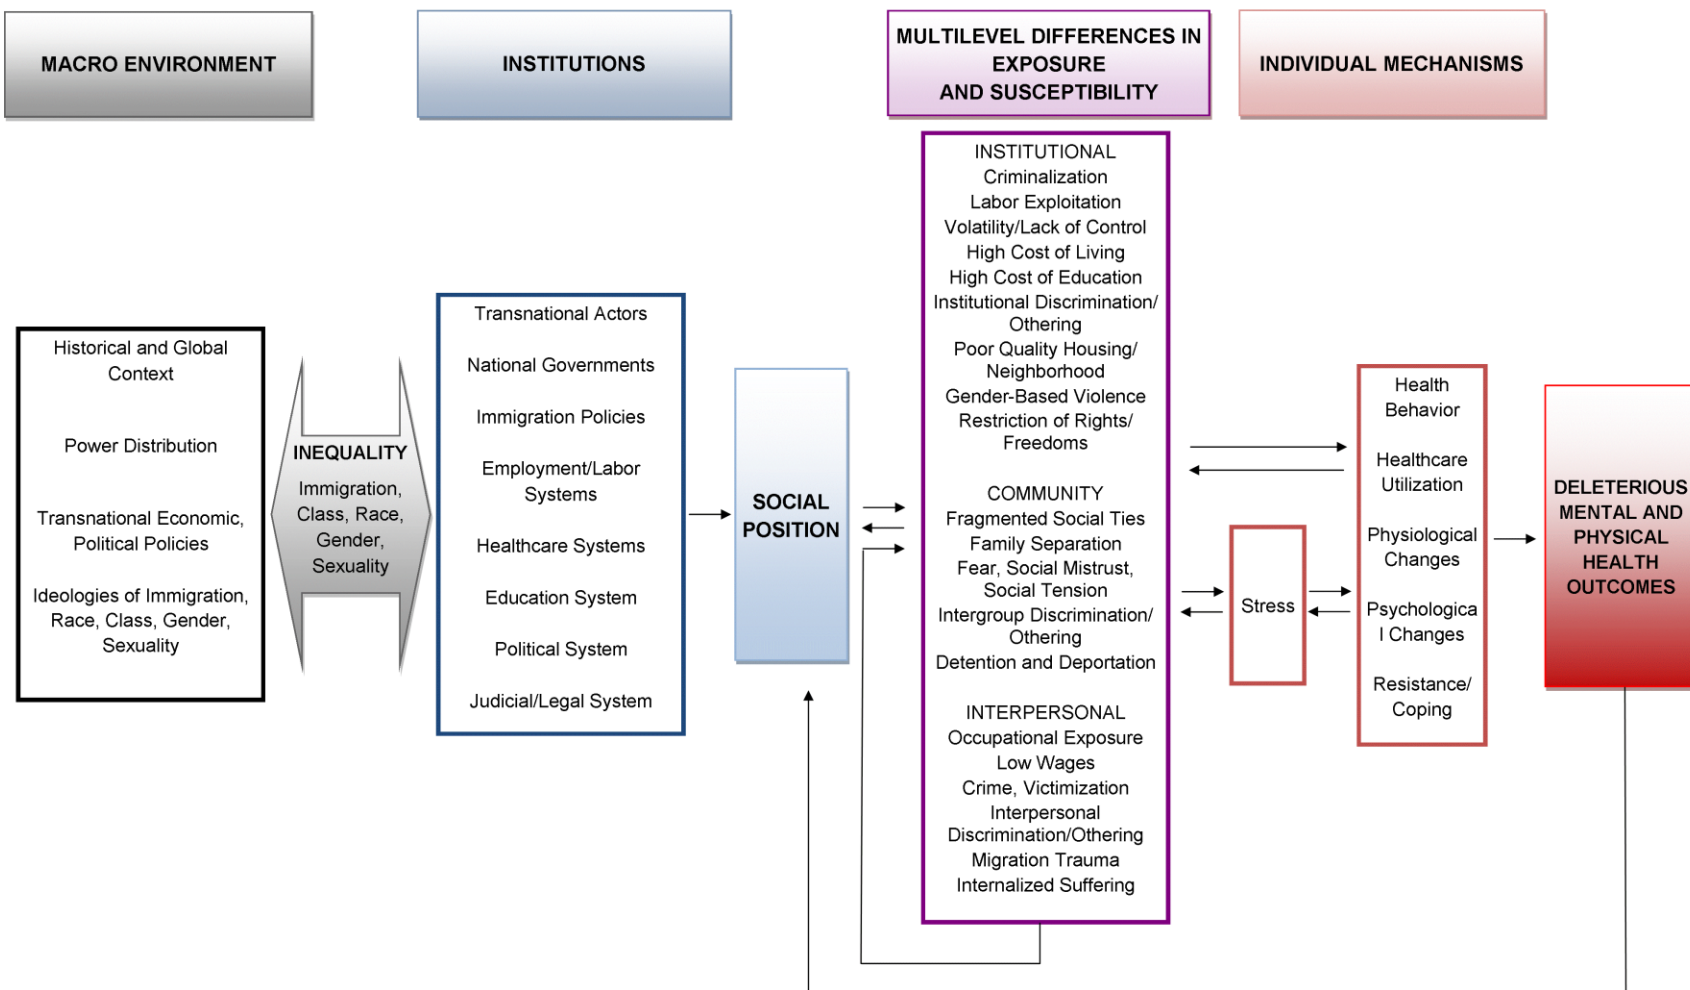 MACRO ENVIRONMENT
INSTITUTIONS
MULTILEVEL DIFFERENCES IN
EXPOSURE
AND SUSCEPTIBILITY
INDIVIDUAL MECHANISMS
Historical and Global
Context
Power Distribution
Transnational Economic,
Political Policies
Ideologies of Immigration,
Race, Class, Gender,
Sexuality
INEQUALITY
Immigration,
Class, Race,
Gender,
Sexuality
Transnational Actors
National Governments
Immigration Policies
Employment/Labor
Systems
Healthcare Systems
Education System
Political System
Judicial/Legal System
SOCIAL
POSITION
INSTITUTIONAL
Criminalization
Labor Exploitation
Volatility/Lack of Control
High Cost of Living
High Cost of Education
Institutional Discrimination/
Othering
Poor Quality Housing/
Neighborhood
Gender-Based Violence
Restriction of Rights/
Freedoms
COMMUNITY
Fragmented Social Ties
Family Separation
Fear, Social Mistrust,
Social Tension
Intergroup Discrimination/
Othering
Detention and Deportation
INTERPERSONAL
Occupational Exposure
Low Wages
Crime, Victimization
Interpersonal
Discrimination/Othering
Migration Trauma
Internalized Suffering
Stress
Health
Behavior
Healthcare
Utilization
Physiological
Changes
Psychologica
l Changes
Resistance/
Coping
DELETERIOUS
MENTAL AND
PHYSICAL
HEALTH
OUTCOMES